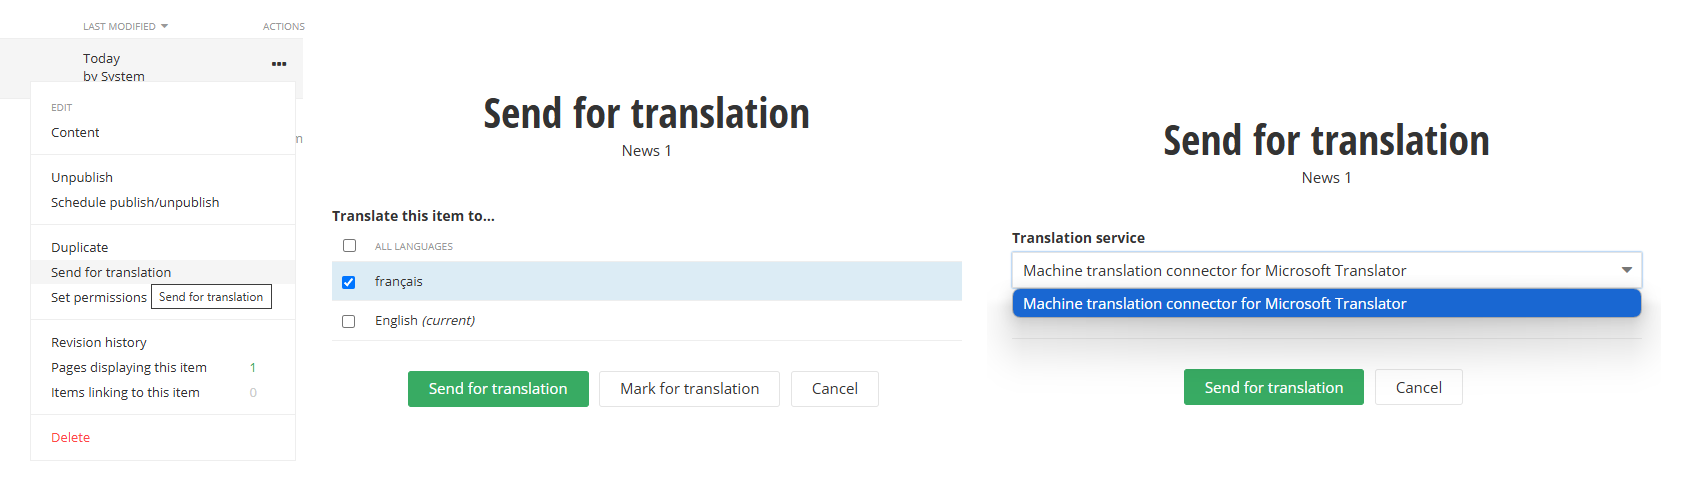 LAST MODIFIED
ACTIONS
Today
by System
EDIT
Content
Unpublish
Schedule publish/unpublish
Duplicate
Send for translation
Set permissions
Send for translation
Revision history
Pages displaying this item 1
Items linking to this item 0
Delete
Send for translation
News 1
Translate this item to...
ALL LANGUAGES
français
English (current)
Send for translation
Mark for translation
Cancel
Send for translation
News 1
Translation service
Machine translation connector for Microsoft Translator
Machine translation connector for Microsoft Translator
Send for translation
Cancel